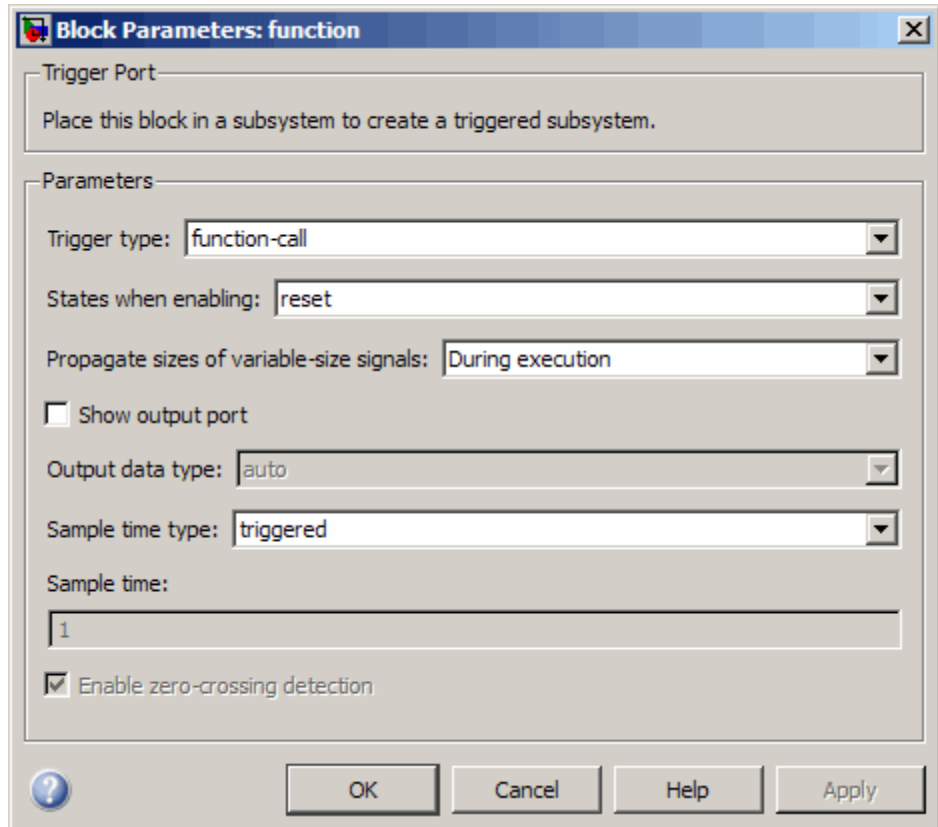 Block Parameters: function
Trigger Port
Place this block in a subsystem to create a triggered subsystem.
Parameters
Trigger type: function-call
States when enabling: reset
Propagate sizes of variable-size signals: During execution
Show output port
Output data type: auto
Sample time type: triggered
Sample time:
1
Enable zero-crossing detection
? OK Cancel Help Apply